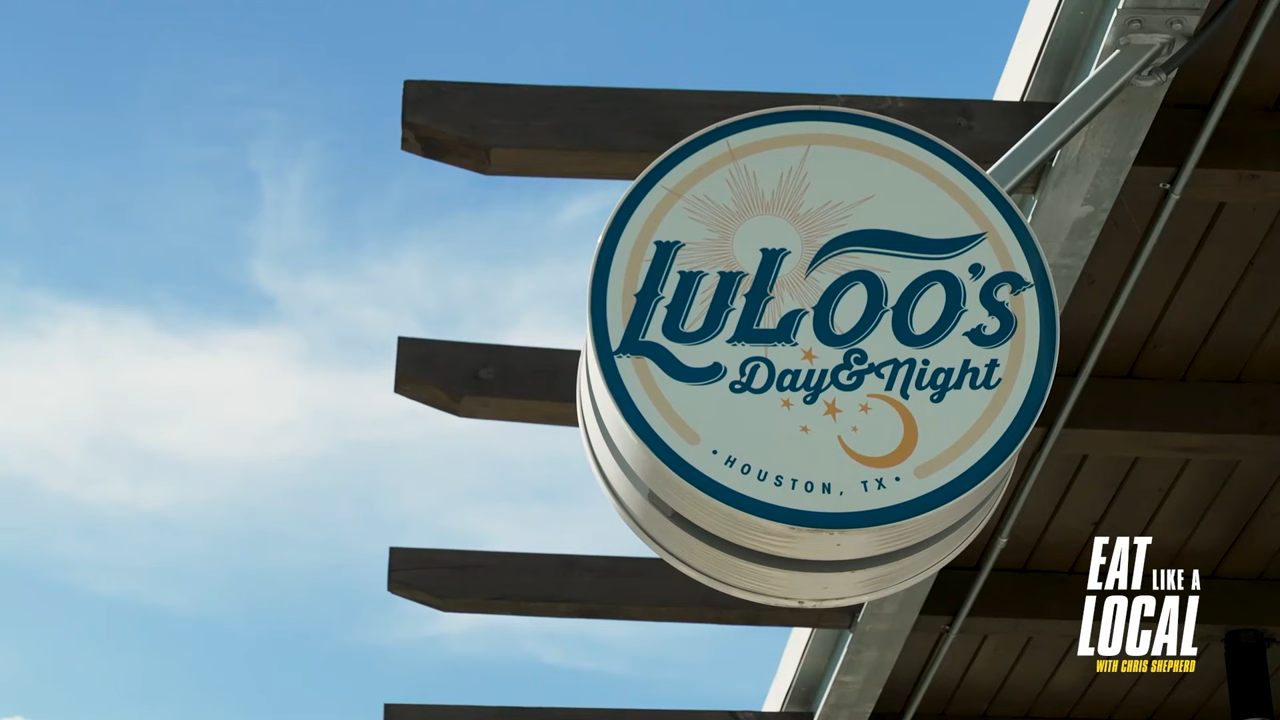 LuLoo's
Day & Night
• HOUSTON, TX •
EAT LIKE A
LOCAL
WITH CHRIS SHEPHERD